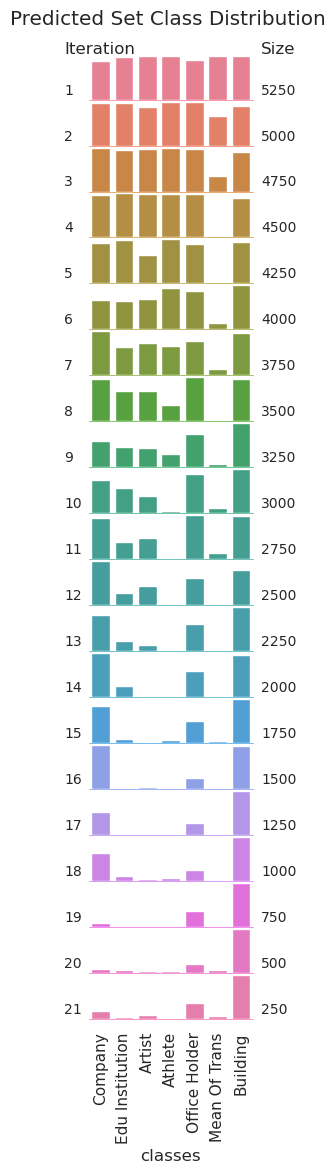 Predicted Set Class Distribution
Iteration Size
1 5250
2 5000
3 4750
4 4500
5 4250
6 4000
7 3750
8 3500
9 3250
10 3000
11 2750
12 2500
13 2250
14 2000
15 1750
16 1500
17 1250
18 1000
19 750
20 500
21 250
Company
Edu Institution
Artist
Athlete
Office Holder
Mean Of Trans
Building
classes